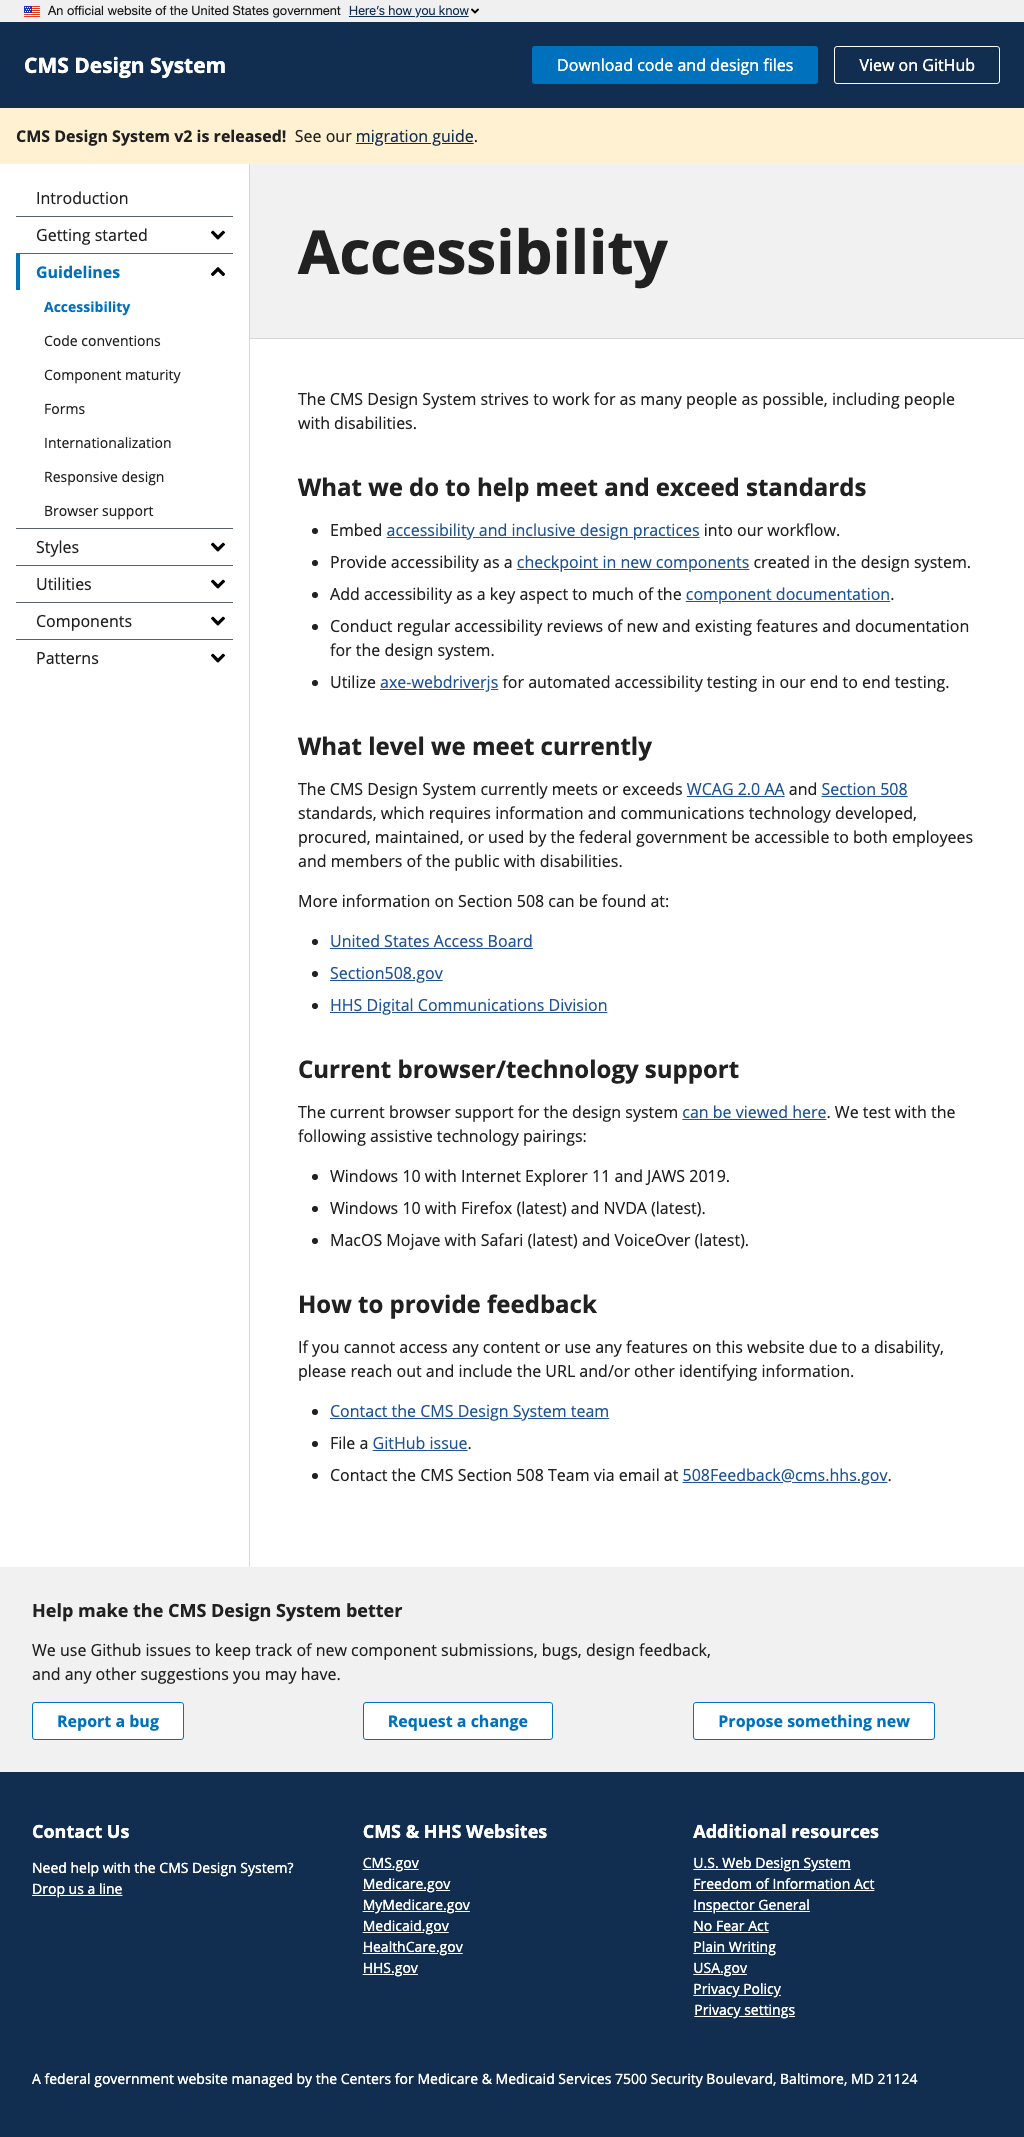 An official website of the United States government Here's how you know
CMS Design System
Download code and design files
View on GitHub
CMS Design System v2 is released! See our migration guide.
Introduction
Getting started
Guidelines
Accessibility
Code conventions
Component maturity
Forms
Internationalization
Responsive design
Browser support
Styles
Utilities
Components
Patterns
Accessibility
The CMS Design System strives to work for as many people as possible, including people
with disabilities.
What we do to help meet and exceed standards
• Embed accessibility and inclusive design practices into our workflow.
• Provide accessibility as a checkpoint in new components created in the design system.
• Add accessibility as a key aspect to much of the component documentation.
• Conduct regular accessibility reviews of new and existing features and documentation
for the design system.
• Utilize axe-webdriverjs for automated accessibility testing in our end to end testing.
What level we meet currently
The CMS Design System currently meets or exceeds WCAG 2.0 AA and Section 508
standards, which requires information and communications technology developed,
procured, maintained, or used by the federal government be accessible to both employees
and members of the public with disabilities.
More information on Section 508 can be found at:
• United States Access Board
• Section508.gov
• HHS Digital Communications Division
Current browser/technology support
The current browser support for the design system can be viewed here. We test with the
following assistive technology pairings:
• Windows 10 with Internet Explorer 11 and JAWS 2019.
• Windows 10 with Firefox (latest) and NVDA (latest).
• MacOS Mojave with Safari (latest) and VoiceOver (latest).
How to provide feedback
If you cannot access any content or use any features on this website due to a disability,
please reach out and include the URL and/or other identifying information.
• Contact the CMS Design System team
• File a GitHub issue.
• Contact the CMS Section 508 Team via email at 508Feedback@cms.hhs.gov.
Help make the CMS Design System better
We use Github issues to keep track of new component submissions, bugs, design feedback,
and any other suggestions you may have.
Report a bug
Request a change
Propose something new
Contact Us
Need help with the CMS Design System?
Drop us a line
CMS & HHS Websites
CMS.gov
Medicare.gov
MyMedicare.gov
Medicaid.gov
HealthCare.gov
HHS.gov
Additional resources
U.S. Web Design System
Freedom of Information Act
Inspector General
No Fear Act
Plain Writing
USA.gov
Privacy Policy
Privacy settings
A federal government website managed by the Centers for Medicare & Medicaid Services 7500 Security Boulevard, Baltimore, MD 21124